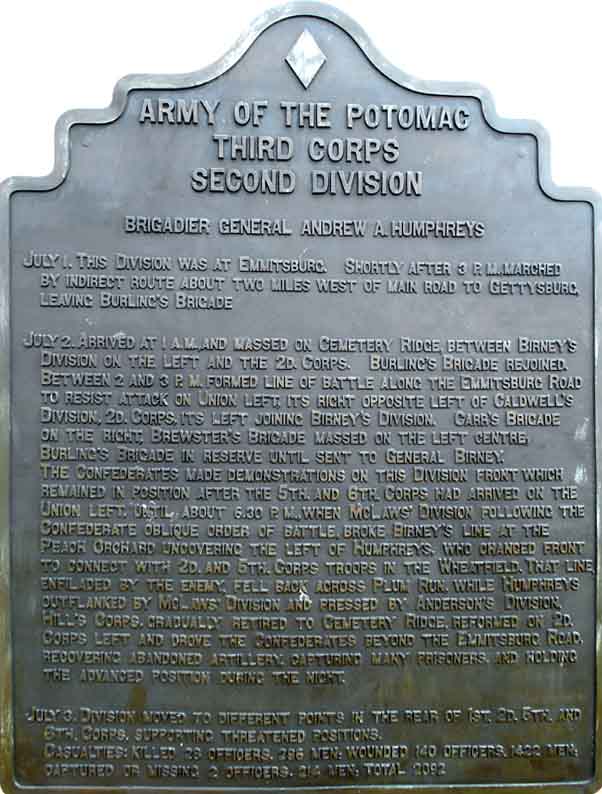 ARMY OF THE POTOMAC
THIRD CORPS
SECOND DIVISION
BRIGADIER GENERAL ANDREW A. HUMPHREYS
JULY 1. THIS DIVISION WAS AT EMMITSBURG. SHORTLY AFTER 3 P.M. MARCHED
BY INDIRECT ROUTE ABOUT TWO MILES WEST OF MAIN ROAD TO GETTYSBURG,
LEAVING BURLING'S BRIGADE
JULY 2. ARRIVED AT 1 A.M. AND MASSED ON CEMETERY RIDGE, BETWEEN BIRNEY'S
DIVISION ON THE LEFT AND THE 2D. CORPS. BURLING'S BRIGADE REJOINED.
BETWEEN 2 AND 3 P.M. FORMED LINE OF BATTLE ALONG THE EMMITSBURG ROAD
TO RESIST ATTACK ON UNION LEFT, ITS RIGHT OPPOSITE LEFT OF CALDWELL'S
DIVISION, 2D. CORPS, ITS LEFT JOINING BIRNEY'S DIVISION. CARR'S BRIGADE
ON THE RIGHT, BREWSTER'S BRIGADE MASSED ON THE LEFT CENTRE,
BURLING'S BRIGADE IN RESERVE UNTIL SENT TO GENERAL BIRNEY.
THE CONFEDERATES MADE DEMONSTRATIONS ON THIS DIVISION FRONT WHICH
REMAINED IN POSITION AFTER THE 5TH. AND 6TH. CORPS HAD ARRIVED ON THE
UNION LEFT, UNTIL, ABOUT 6.30 P.M., WHEN MCLAWS' DIVISION FOLLOWING THE
CONFEDERATE OBLIQUE ORDER OF BATTLE, BROKE BIRNEY'S LINE AT THE
PEACH ORCHARD UNCOVERING THE LEFT OF HUMPHREYS, WHO CHANGED FRONT
TO CONNECT WITH 2D. AND 5TH. CORPS TROOPS IN THE WHEATFIELD. THAT LINE,
ENFILADED BY THE ENEMY, FELL BACK ACROSS PLUM RUN, WHILE HUMPHREYS
OUTFLANKED BY MCLAWS' DIVISION AND PRESSED BY ANDERSON'S DIVISION,
HILL'S CORPS, GRADUALLY RETIRED TO CEMETERY RIDGE, REFORMED ON 2D.
CORPS LEFT AND DROVE THE CONFEDERATES BEYOND THE EMMITSBURG ROAD,
RECOVERING ABANDONED ARTILLERY, CAPTURING MANY PRISONERS, AND HOLDING
THE ADVANCED POSITION DURING THE NIGHT.
JULY 3. DIVISION MOVED TO DIFFERENT POINTS IN THE REAR OF 1ST. 2D. 5TH. AND
6TH. CORPS, SUPPORTING THREATENED POSITIONS.
CASUALTIES: KILLED 28 OFFICERS, 286 MEN; WOUNDED 140 OFFICERS, 1422 MEN;
CAPTURED OR MISSING 2 OFFICERS, 214 MEN; TOTAL 2092